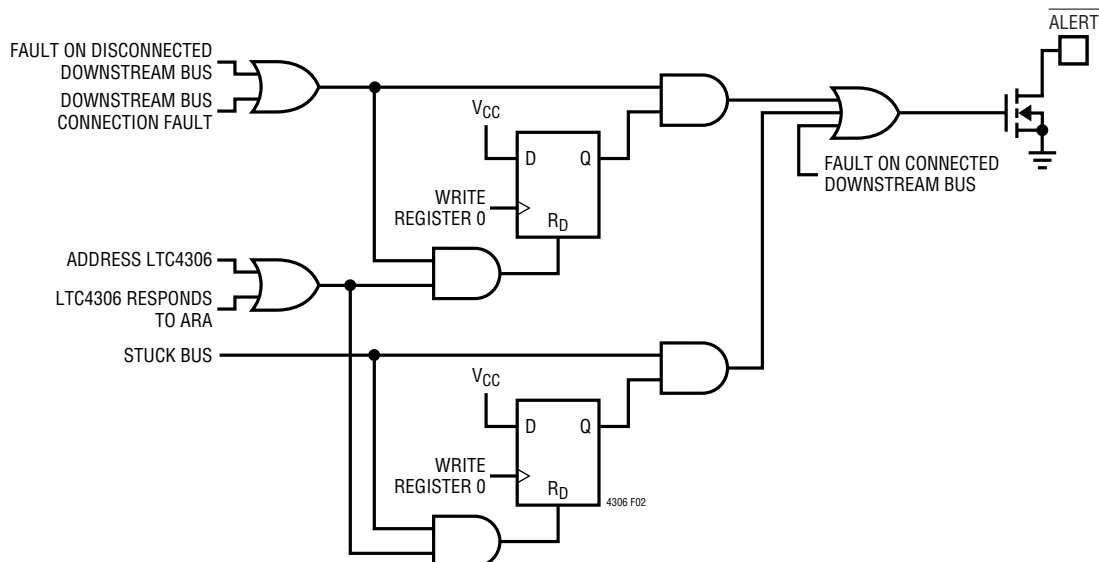 ALERT
FAULT ON DISCONNECTED
DOWNSTREAM BUS
DOWNSTREAM BUS
CONNECTION FAULT
VCC
D
Q
WRITE
REGISTER 0
RD
FAULT ON CONNECTED
DOWNSTREAM BUS
ADDRESS LTC4306
LTC4306 RESPONDS
TO ARA
STUCK BUS
VCC
D
Q
WRITE
REGISTER 0
RD
4306 F02